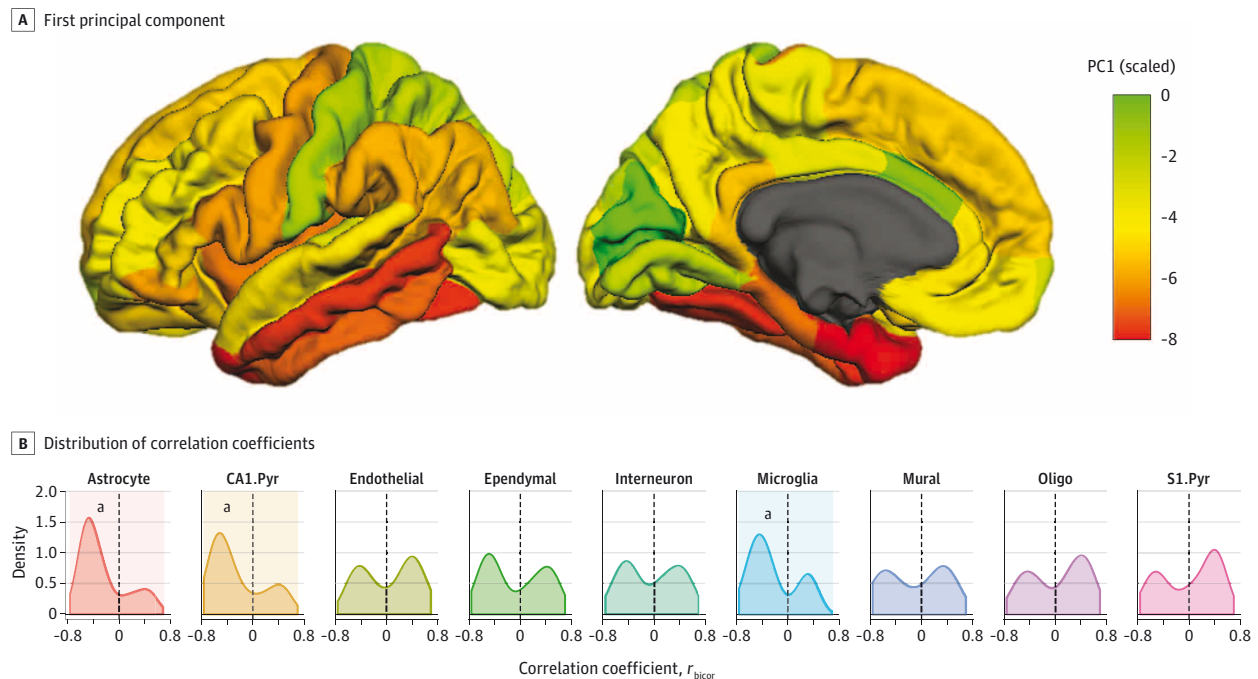 A First principal component
PC1 (scaled)
0
-2
-4
-6
-8
B Distribution of correlation coefficients
Astrocyte CA1.Pyr Endothelial Ependymal Interneuron Microglia Mural Oligo S1.Pyr
2.0
a a a
1.5
1.0
0.5
0
Density
-0.8 0 0.8 -0.8 0 0.8 -0.8 0 0.8 -0.8 0 0.8 -0.8 0 0.8 -0.8 0 0.8 -0.8 0 0.8 -0.8 0 0.8 -0.8 0 0.8
Correlation coefficient, r bicor